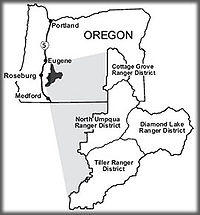 Portland
OREGON
5
Eugene
Roseburg
Medford
Cottage Grove
Ranger District
North Umpqua
Ranger District
Diamond Lake
Ranger District
Tiller Ranger
District